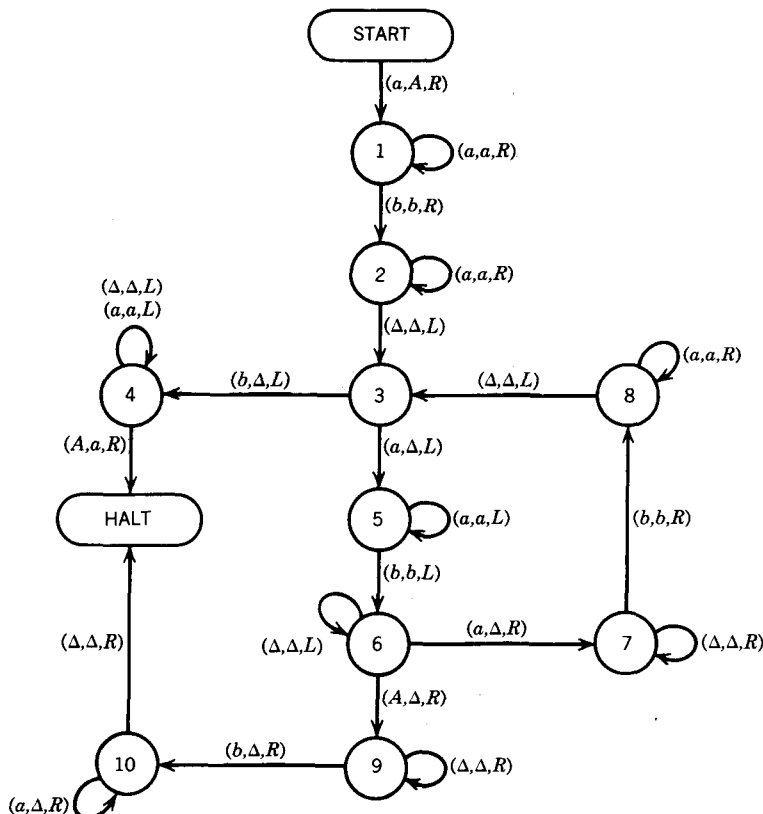 START
(a,A,R)
1 (a,a,R)
(b,b,R)
2 (a,a,R)
(Δ,Δ,L)
(a,a,L)
(Δ,Δ,L)
8 (a,a,R)
4 (b,Δ,L) 3 (Δ,Δ,L)
(A,a,R) (a,Δ,L)
HALT 5 (a,a,L) (b,b,R)
(b,b,L)
(Δ,Δ,R) (Δ,Δ,L) 6 (a,Δ,R) 7 (Δ,Δ,R)
(A,Δ,R)
10 (b,Δ,R) 9 (Δ,Δ,R)
(a,Δ,R)